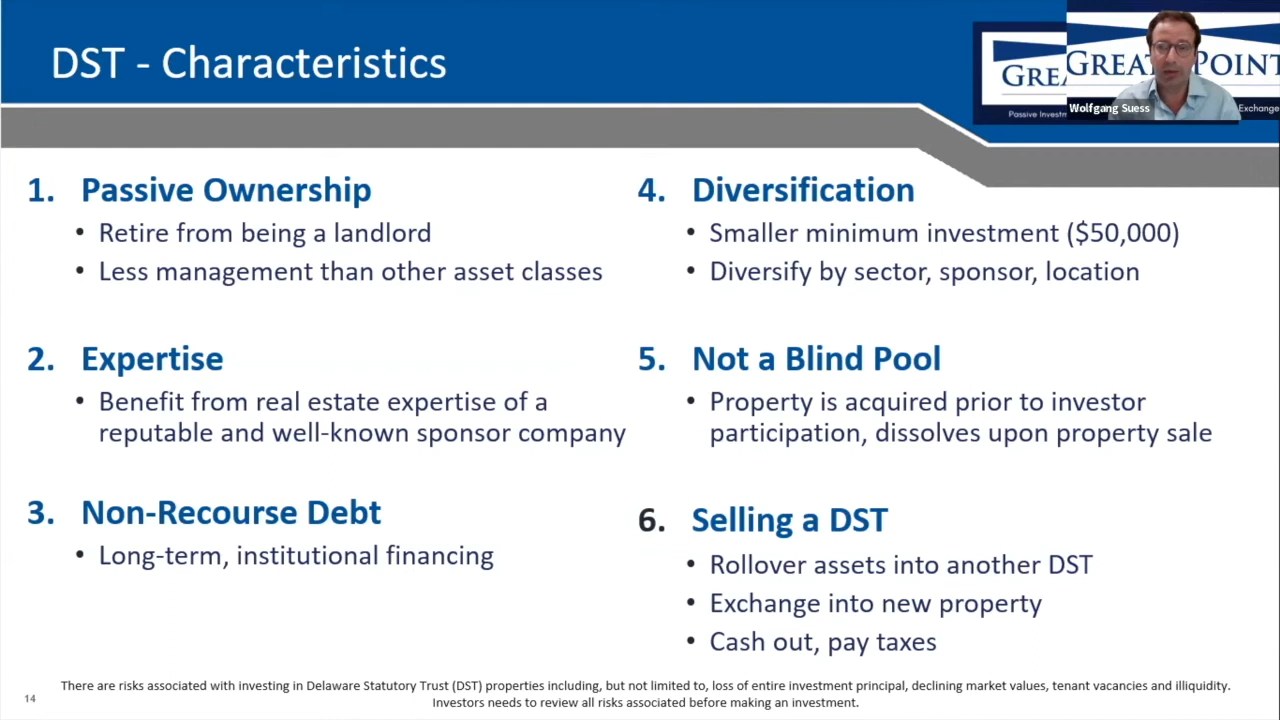 DST - Characteristics
GREAT POINT
GRE
Passive Investm
Wolfgang Suess
Exchange
1. Passive Ownership
• Retire from being a landlord
• Less management than other asset classes
2. Expertise
• Benefit from real estate expertise of a
reputable and well-known sponsor company
3. Non-Recourse Debt
• Long-term, institutional financing
4. Diversification
• Smaller minimum investment ($50,000)
• Diversify by sector, sponsor, location
5. Not a Blind Pool
• Property is acquired prior to investor
participation, dissolves upon property sale
6. Selling a DST
• Rollover assets into another DST
• Exchange into new property
• Cash out, pay taxes
There are risks associated with investing in Delaware Statutory Trust (DST) properties including, but not limited to, loss of entire investment principal, declining market values, tenant vacancies and illiquidity.
Investors needs to review all risks associated before making an investment.
14